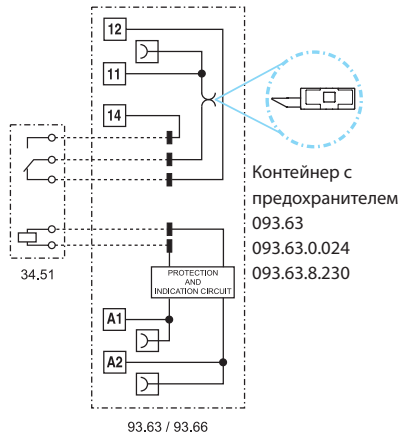 12
11
14
34.51
Контейнер с
предохранителем
093.63
093.63.0.024
093.63.8.230
PROTECTION
AND
INDICATION CIRCUIT
A1
A2
93.63 / 93.66